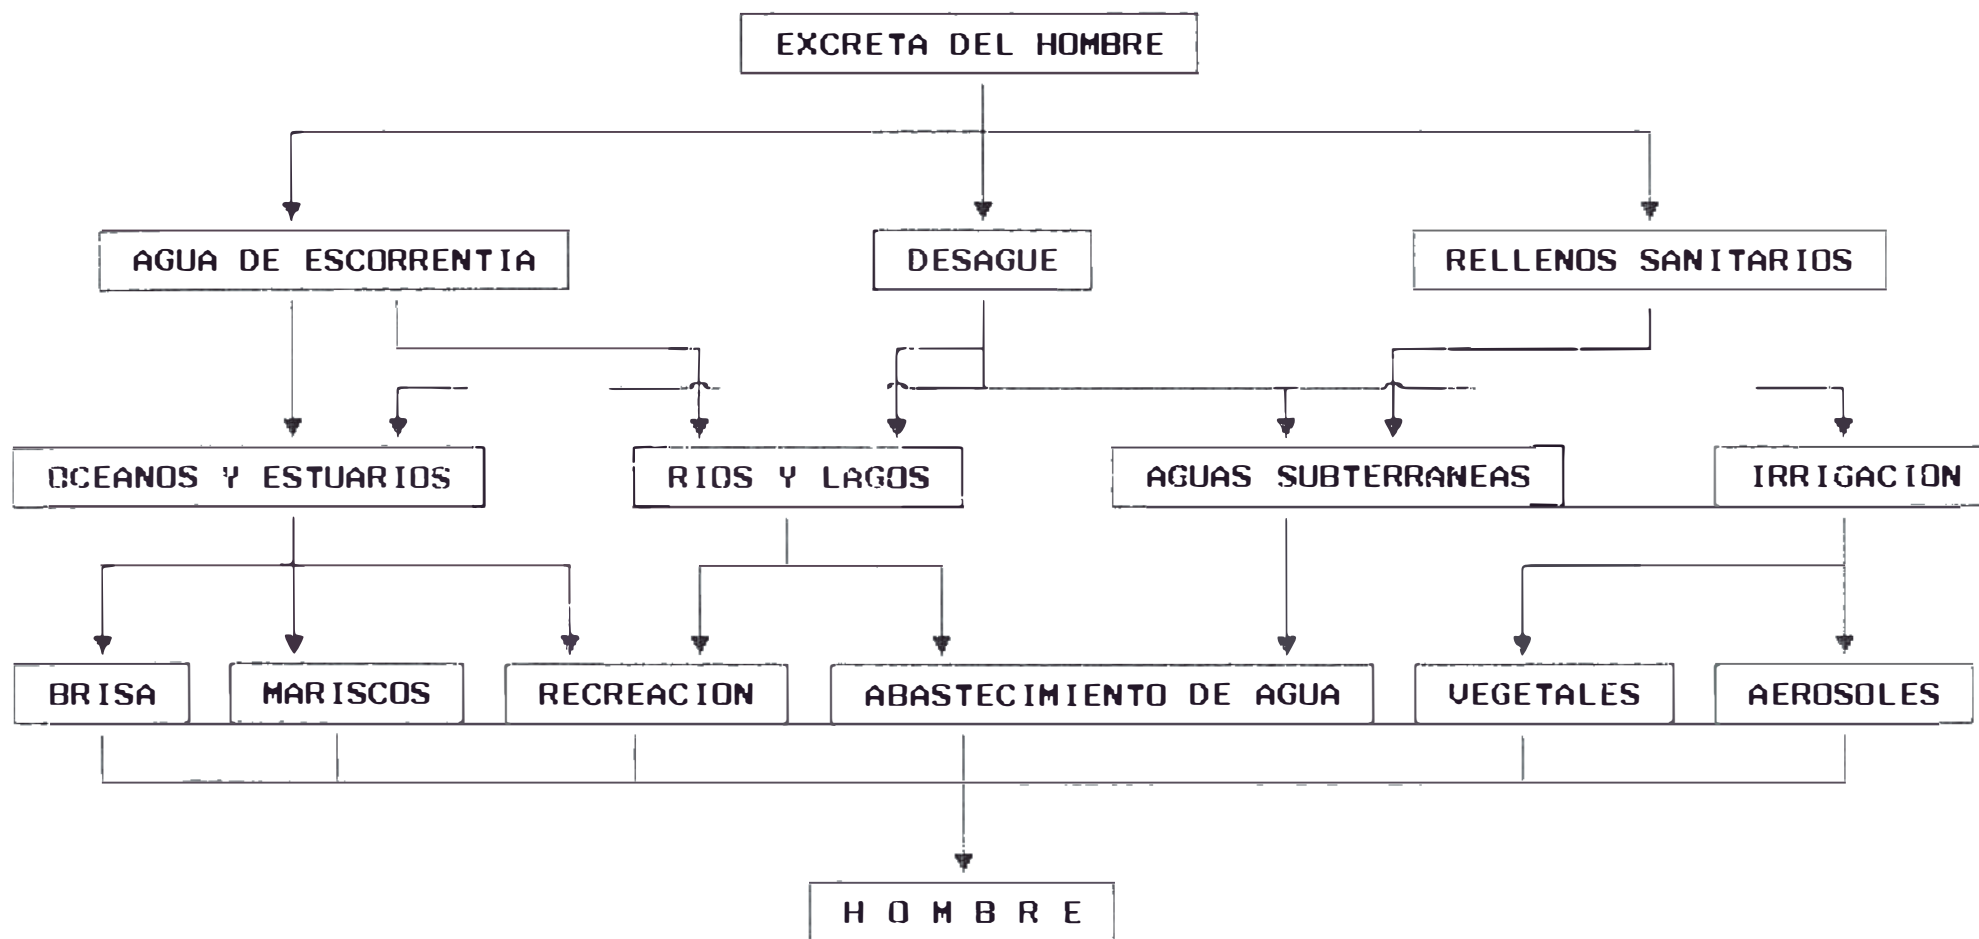 EXCRETA DEL HOMBRE
AGUA DE ESCORRENTIA
DESAGUE
RELLENOS SANITARIOS
OCEANOS Y ESTUARIOS
RIOS Y LAGOS
AGUAS SUBTERRANEAS
IRRIGACION
BRISA
MARISCOS
RECREACION
ABASTECIMIENTO DE AGUA
VEGETALES
AEROSOLES
H O M B R E